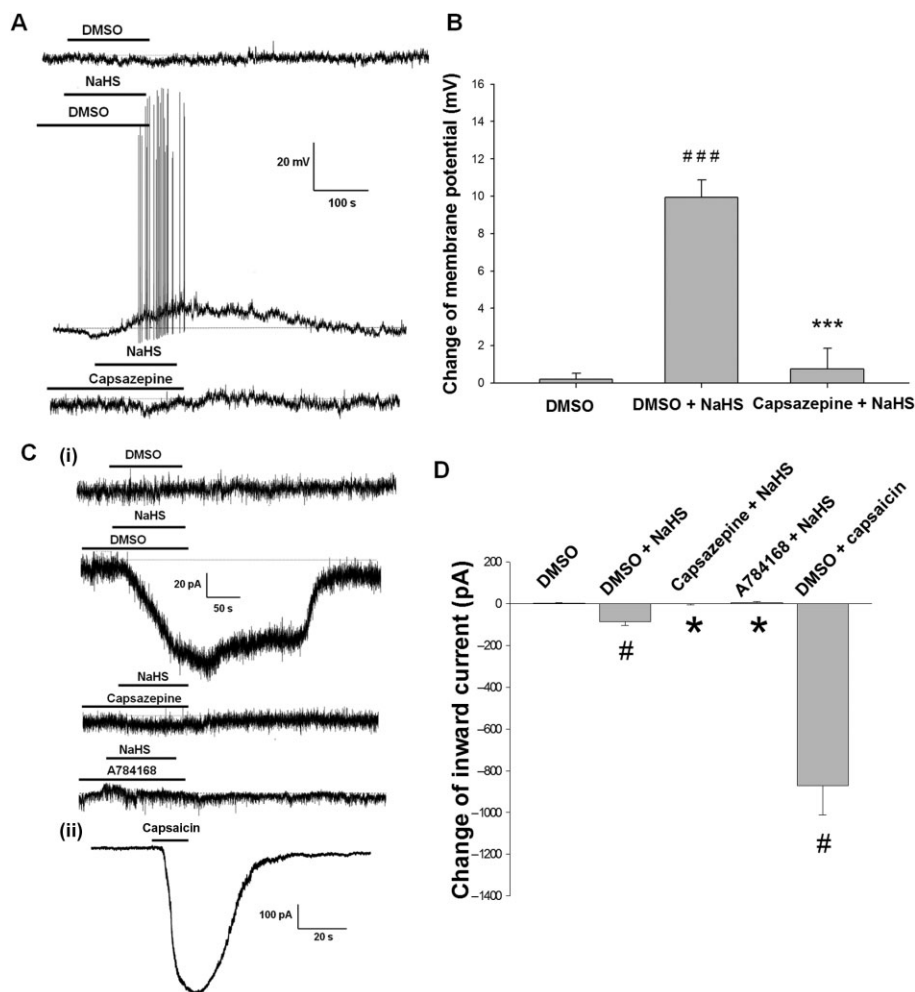 A
DMSO
NaHS
DMSO
20 mV
100 s
NaHS
Capsazepine
B
Change of membrane potential (mV)
16
14
12
10
8
6
4
2
0
###
***
DMSO
DMSO + NaHS
Capsazepine + NaHS
C
(i)
DMSO
NaHS
DMSO
20 pA
50 s
NaHS
Capsazepine
NaHS
A784168
(ii)
Capsaicin
100 pA
20 s
D
DMSO
DMSO + NaHS
Capsazepine + NaHS
A784168 + NaHS
DMSO + capsaicin
Change of inward current (pA)
200
0
−200
−400
−600
−800
−1000
−1200
−1400
#
*
*
#